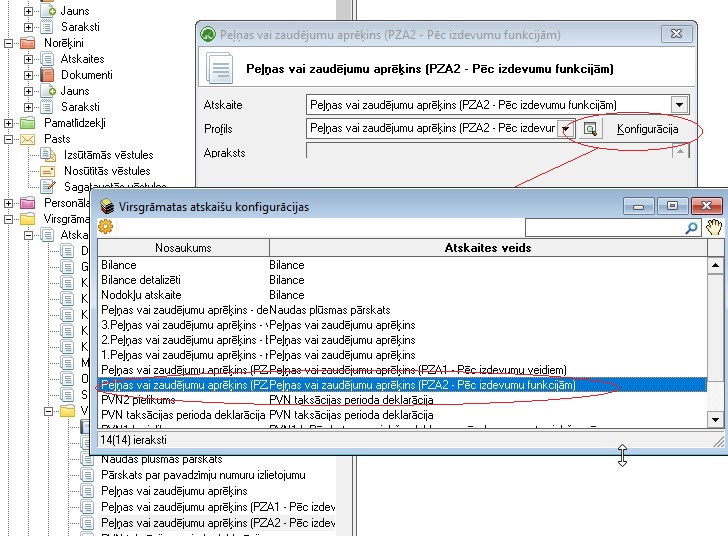 Jauns
Saraksti
Norēķini
Atskaites
Dokumenti
Jauns
Saraksti
Pamatlīdzekļi
Pasts
Izsūtāmās vēstules
Nosūtītās vēstules
Sagatavotās vēstules
Personāla
Virsgrāma
Atska
Peļņas vai zaudējumu aprēķins (PZA2 - Pēc izdevumu funkcijām)
Peļņas vai zaudējumu aprēķins (PZA2 - Pēc izdevumu funkcijām)
Atskaite
Peļņas vai zaudējumu aprēķins (PZA2 - Pēc izdevumu funkcijām)
Profils
Peļņas vai zaudējumu aprēķins (PZA2 - Pēc izdevur
Konfigurācija
Apraksts
Virsgrāmatas atskaišu konfigurācijas
Nosaukums Atskaites veids
Bilance Bilance
Bilance detalizēti Bilance
Nodokļu atskaite Bilance
Peļņas vai zaudējumu aprēķins - de Naudas plūsmas pārskats
3.Peļņas vai zaudējumu aprēķins - Peļņas vai zaudējumu aprēķins
2.Peļņas vai zaudējumu aprēķins - Peļņas vai zaudējumu aprēķins
1.Peļņas vai zaudējumu aprēķins - Peļņas vai zaudējumu aprēķins
Peļņas vai zaudējumu aprēķins (PZ Peļņas vai zaudējumu aprēķins (PZA1 - Pēc izdevumu veidiem)
Peļņas vai zaudējumu aprēķins (PZ Peļņas vai zaudējumu aprēķins (PZA2 - Pēc izdevumu funkcijām)
PVN2 pielikums PVN taksācijas perioda deklarācija
PVN taksācijas perioda deklarācija PVN taksācijas perioda deklarācija
14(14) ieraksti
Naudas plūsmas pārskats
Pārskats par pavadzīmju numuru izlietojumu
Peļņas vai zaudējumu aprēķins
Peļņas vai zaudējumu aprēķins (PZA1 - Pēc izdev
Peļņas vai zaudējumu aprēķins (PZA2 - Pēc izdev